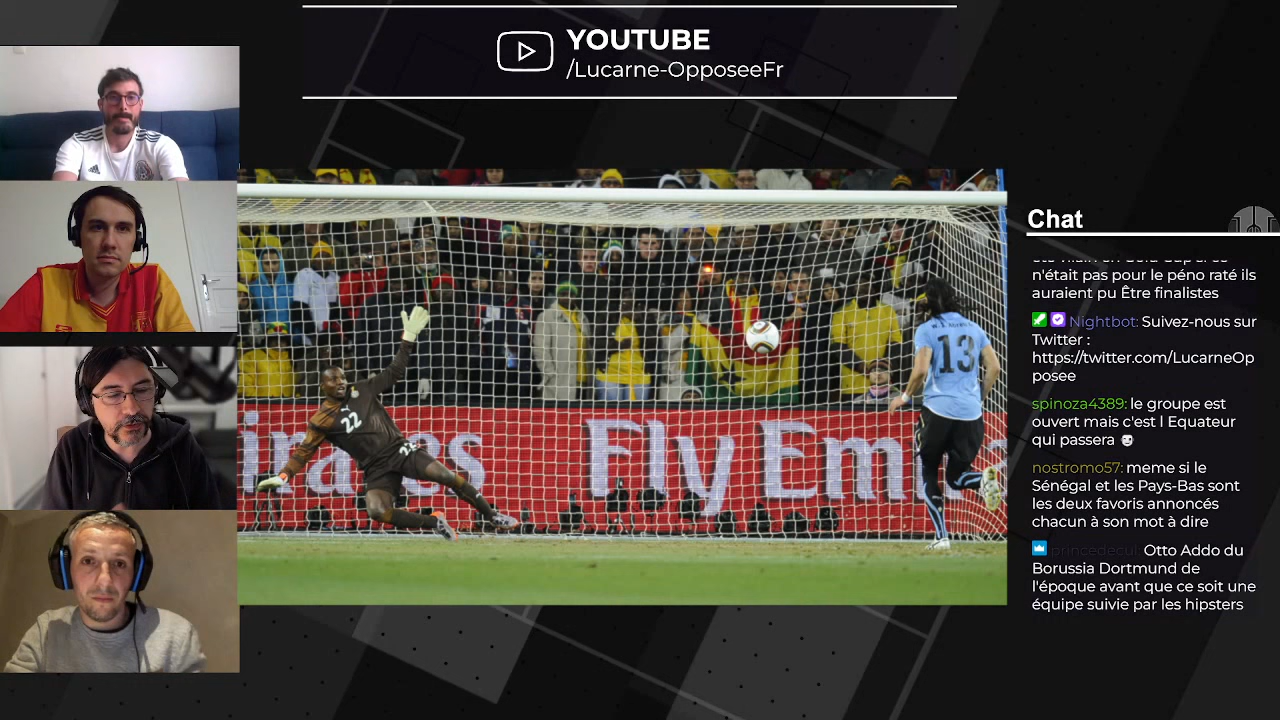 YOUTUBE
/Lucarne-OpposeeFr
Chat
n'était pas pour le péno raté ils
auraient pu Être finalistes
Nightbot: Suivez-nous sur
Twitter :
https://twitter.com/LucarneOp
posee
spinoza4389: le groupe est
ouvert mais c'est l Equateur
qui passera
nostromo57: meme si le
Sénégal et les Pays-Bas sont
les deux favoris annoncés
chacun à son mot à dire
princedecul: Otto Addo du
Borussia Dortmund de
l'époque avant que ce soit une
équipe suivie par les hipsters
22
13
Fly Em